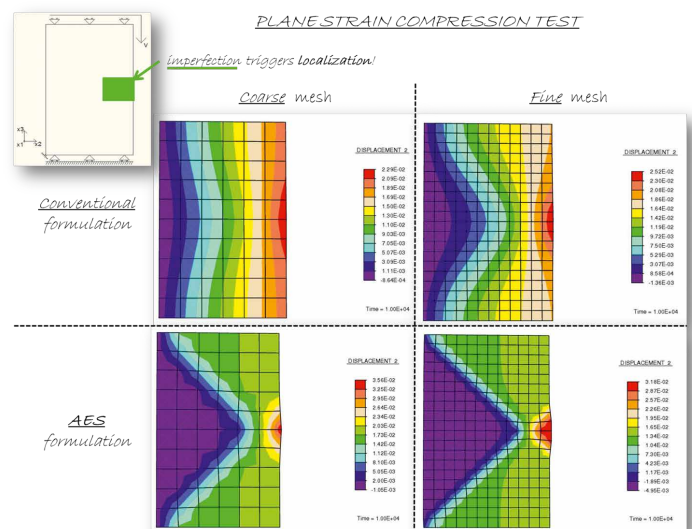 PLANE STRAIN COMPRESSION TEST
v
imperfection triggers localization!
x3
x1
x2
Coarse mesh
Fine mesh
Conventional
formulation
DISPLACEMENT 2
2.29E-02
2.09E-02
1.89E-02
1.69E-02
1.50E-02
1.30E-02
1.10E-02
9.03E-03
7.05E-03
5.07E-03
3.09E-03
1.11E-03
-8.64E-04
Time = 1.00E+04
DISPLACEMENT 2
2.52E-02
2.30E-02
2.08E-02
1.86E-02
1.64E-02
1.42E-02
1.19E-02
9.72E-03
7.50E-03
5.29E-03
3.07E-03
8.58E-04
-1.36E-03
Time = 1.00E+04
AES
formulation
DISPLACEMENT 2
3.56E-02
3.25E-02
2.95E-02
2.64E-02
2.34E-02
2.03E-02
1.73E-02
1.42E-02
1.12E-02
8.10E-03
5.05E-03
2.00E-03
-1.05E-03
Time = 1.00E+04
DISPLACEMENT 2
3.18E-02
2.87E-02
2.57E-02
2.26E-02
1.95E-02
1.65E-02
1.34E-02
1.04E-02
7.30E-03
4.23E-03
1.17E-03
-1.89E-03
-4.95E-03
Time = 1.00E+04